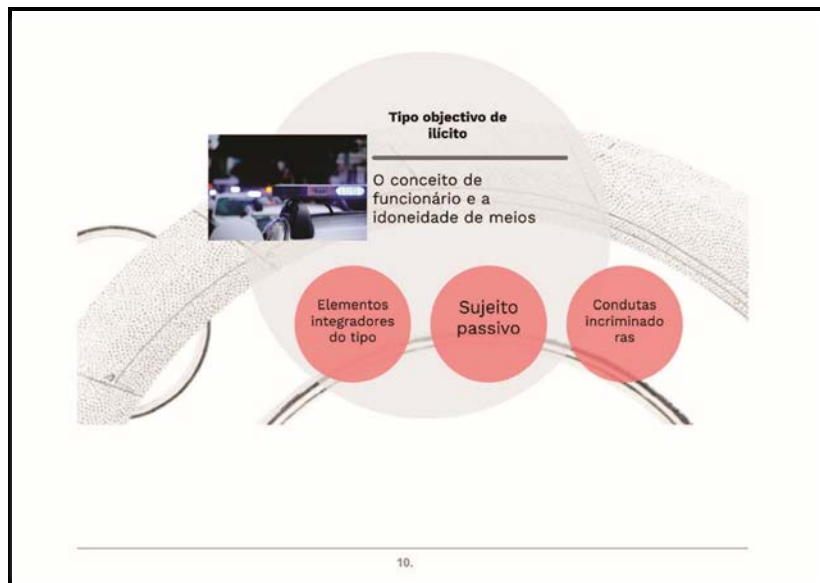 Tipo objectivo de
ilícito
O conceito de
funcionário e a
idoneidade de meios
Elementos
integradores
do tipo
Sujeito
passivo
Condutas
incriminado
ras
10.